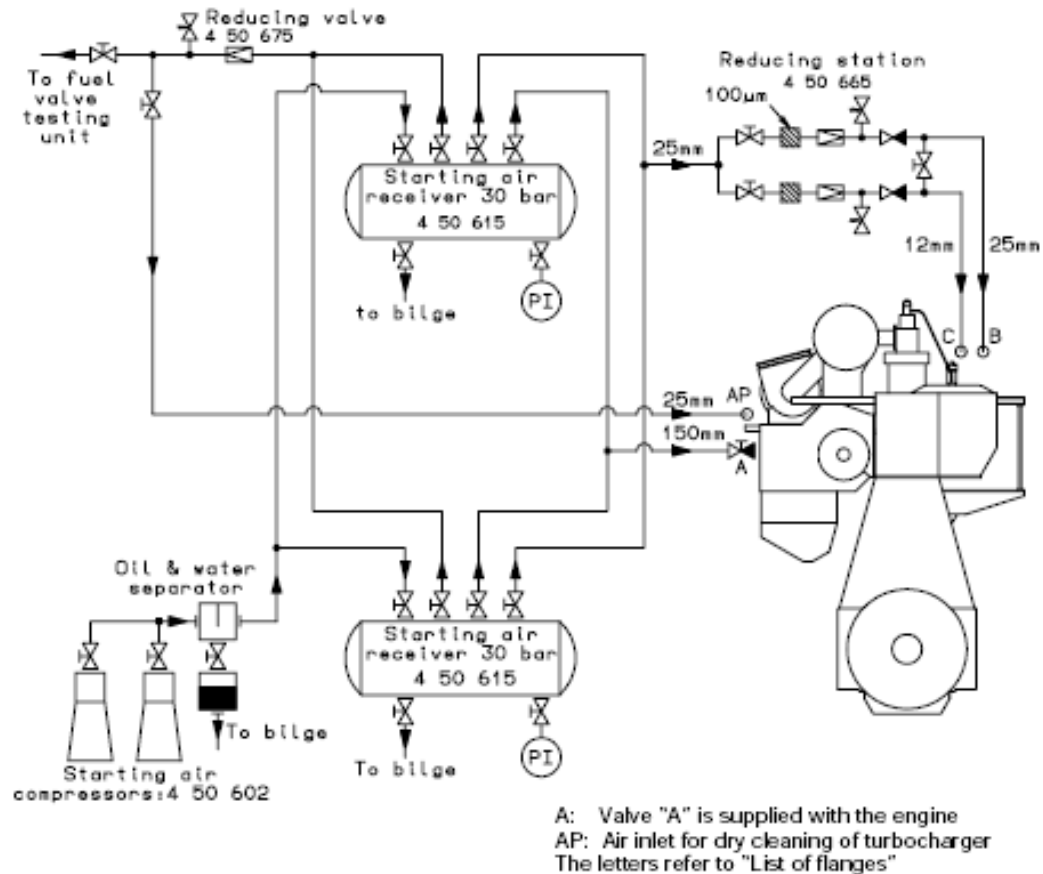 Reducing valve
4 50 675
To fuel
valve
testing
unit
Reducing station
4 50 665
100µm
25mm
Starting air
receiver 30 bar
4 50 615
12mm
25mm
to bilge
PI
C
B
25mm
AP
150mm
A
Oil & water
separator
Starting air
receiver 30 bar
4 50 615
To bilge
To bilge
PI
Starting air
compressors:4 50 602
A: Valve "A" is supplied with the engine
AP: Air inlet for dry cleaning of turbocharger
The letters refer to "List of flanges"